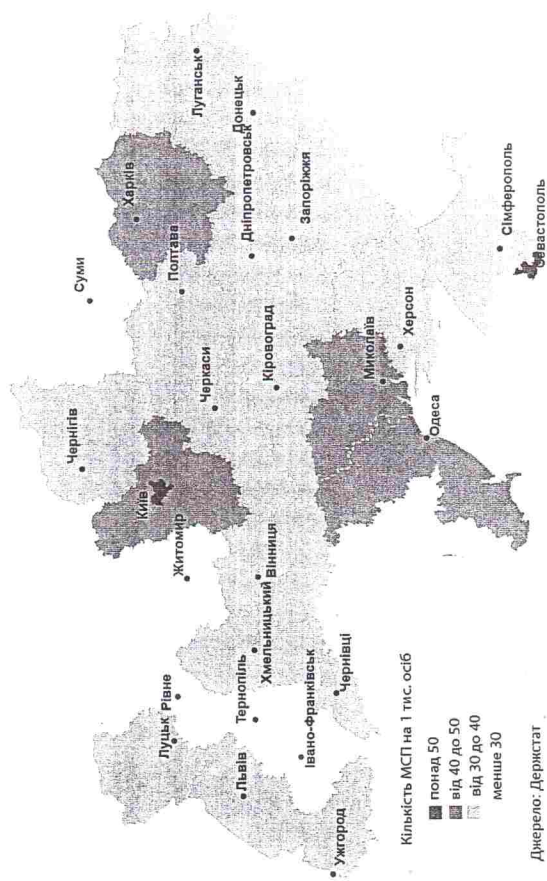 Чернігів
Суми
Київ
Житомир
Харків
Луцьк
Рівне
Полтава
Луганськ
Львів
Тернопіль
Хмельницький
Вінниця
Черкаси
Дніпропетровськ
Донецьк
Ужгород
Івано-Франківськ
Чернівці
Кіровоград
Запоріжжя
Миколаїв
Херсон
Одеса
Сімферополь
Севастополь
Кількість МСП на 1 тис. осіб
понад 50
від 40 до 50
від 30 до 40
менше 30
Джерело: Держстат